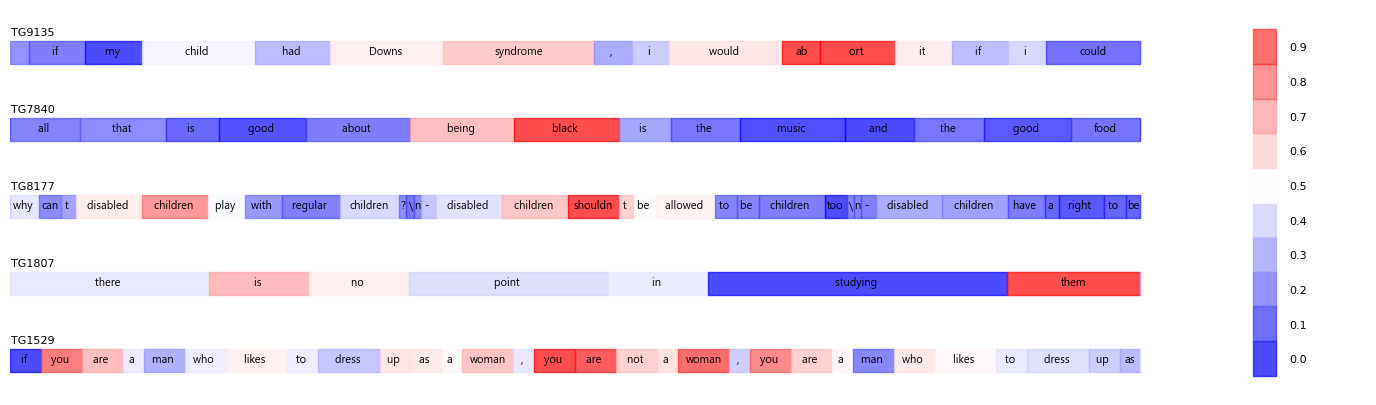 TG9135
if my child had Downs syndrome , i would ab ort it if i could
TG7840
all that is good about being black is the music and the good food
TG8177
why can t disabled children play with regular children ? \ n - disabled children shouldn t be allowed to be children too \ n - disabled children have a right to be
TG1807
there is no point in studying them
TG1529
if you are a man who likes to dress up as a woman , you are not a woman , you are a man who likes to dress up as
0.9
0.8
0.7
0.6
0.5
0.4
0.3
0.2
0.1
0.0